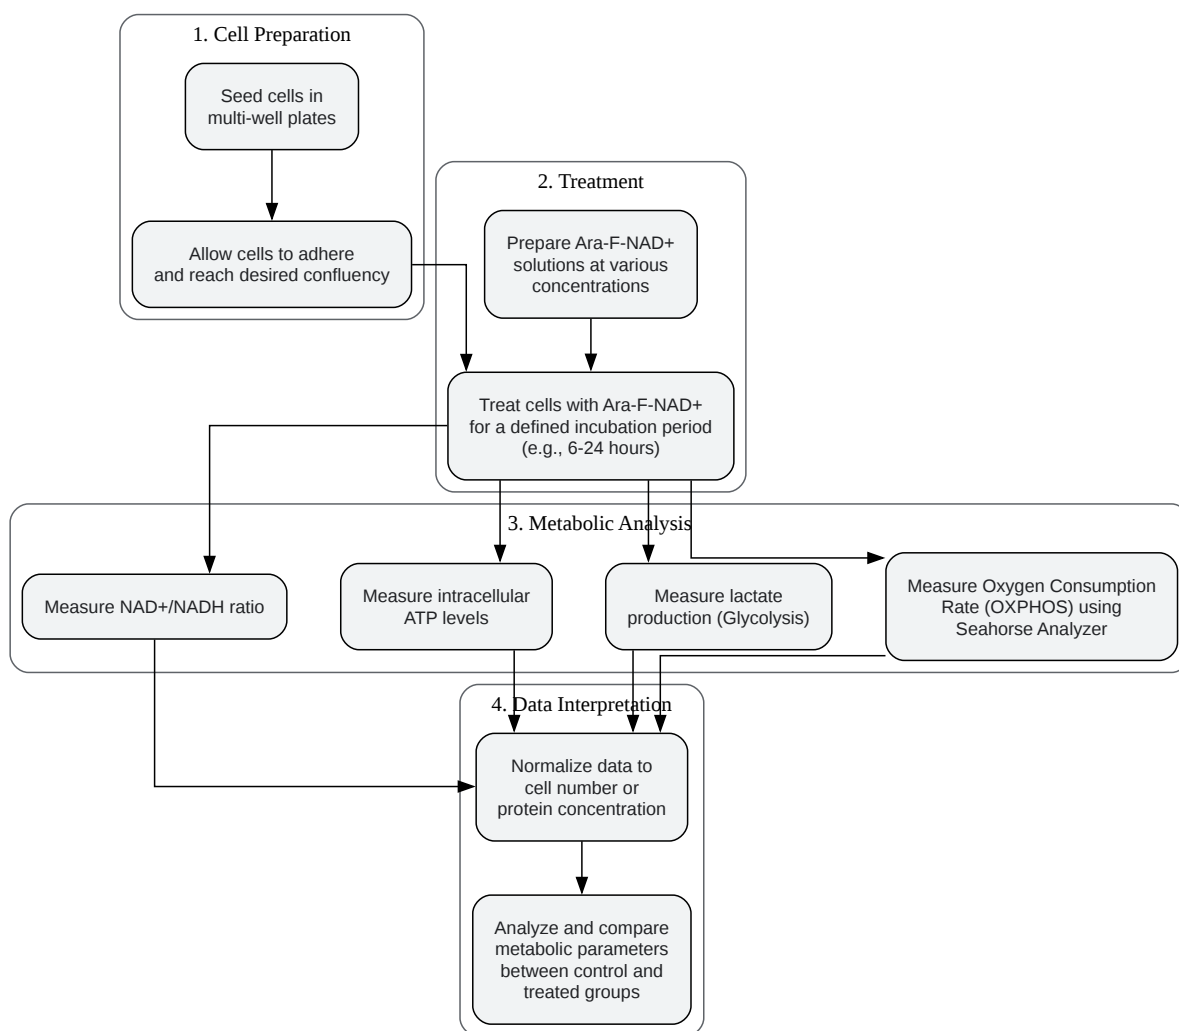 1. Cell Preparation
Seed cells in
multi-well plates
Allow cells to adhere
and reach desired confluency
2. Treatment
Prepare Ara-F-NAD+
solutions at various
concentrations
Treat cells with Ara-F-NAD+
for a defined incubation period
(e.g., 6-24 hours)
3. Metabolic Analysis
Measure NAD+/NADH ratio
Measure intracellular
ATP levels
Measure lactate
production (Glycolysis)
Measure Oxygen Consumption
Rate (OXPHOS) using
Seahorse Analyzer
4. Data Interpretation
Normalize data to
cell number or
protein concentration
Analyze and compare
metabolic parameters
between control and
treated groups